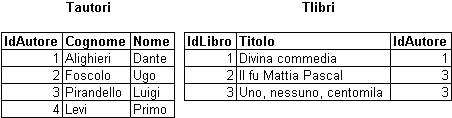 Tautori Tlibri
IdAutore Cognome Nome IdLibro Titolo IdAutore
1 Alighieri Dante 1 Divina commedia 1
2 Foscolo Ugo 2 Il fu Mattia Pascal 3
3 Pirandello Luigi 3 Uno, nessuno, centomila 3
4 Levi Primo